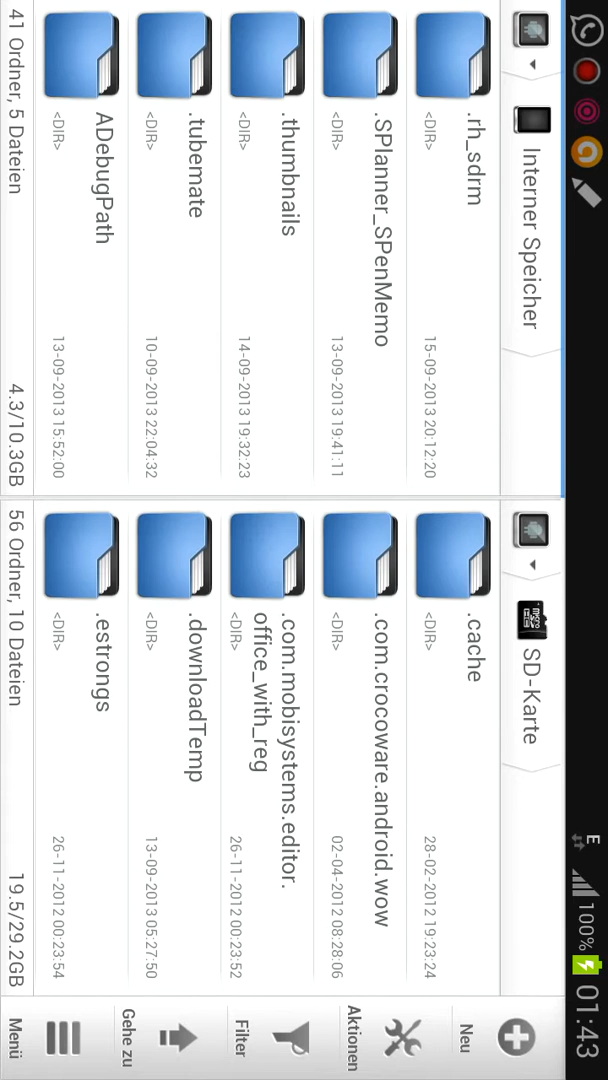 E
100%
01:43
Interner Speicher
.rh_sdrm
<DIR>
15-09-2013 20:12:20
.SPlanner_SPenMemo
<DIR>
13-09-2013 19:41:11
.thumbnails
<DIR>
14-09-2013 19:32:23
.tubemate
<DIR>
10-09-2013 22:04:32
ADebugPath
<DIR>
13-09-2013 15:52:00
41 Ordner, 5 Dateien
4.3/10.3GB
SD-Karte
.cache
<DIR>
28-02-2012 19:23:24
.com.crocoware.android.wow
<DIR>
02-04-2012 08:28:06
.com.mobisystems.editor.
office_with_reg
<DIR>
26-11-2012 00:23:52
.downloadTemp
<DIR>
13-09-2013 05:27:50
.estrongs
<DIR>
26-11-2012 00:23:54
56 Ordner, 10 Dateien
19.5/29.2GB
Neu
Aktionen
Filter
Gehe zu
Menü